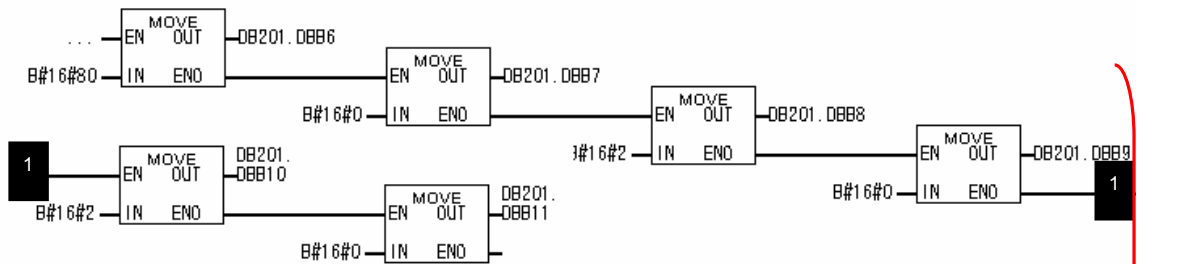 MOVE
... EN OUT DB201.DBB6
B#16#80 IN ENO
MOVE
EN OUT DB201.DBB7
B#16#0 IN ENO
MOVE
EN OUT DB201.DBB8
#16#2 IN ENO
MOVE
EN OUT DB201.DBB9
B#16#0 IN ENO
1
1
MOVE
EN OUT DB201.
DBB10
B#16#2 IN ENO
MOVE
EN OUT DB201.
DBB11
B#16#0 IN ENO